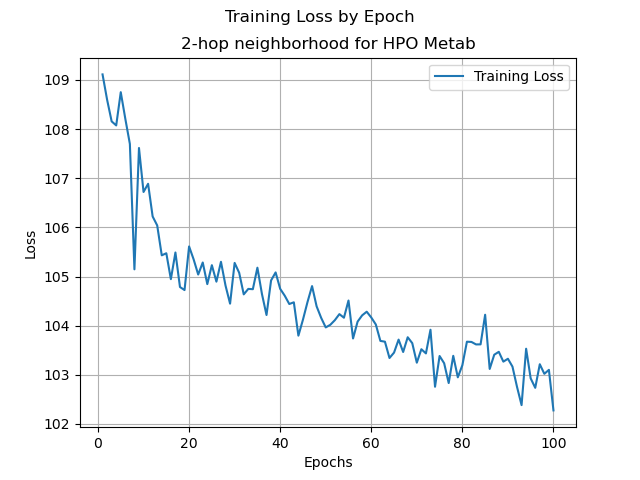 Training Loss by Epoch
2-hop neighborhood for HPO Metab
Training Loss
109
108
107
106
105
104
103
102
Loss
0 20 40 60 80 100
Epochs